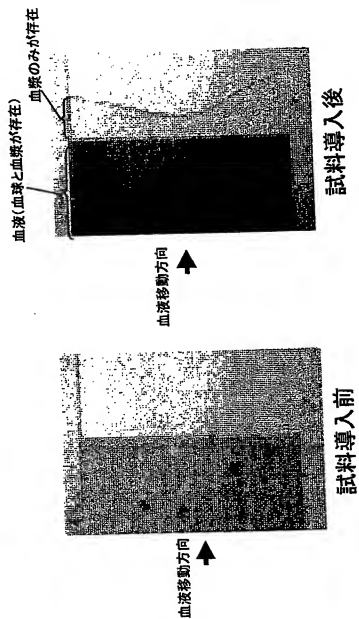 血液移動方向
試料導入前
血液(血球と血漿が存在)
血漿のみが存在
血液移動方向
試料導入後